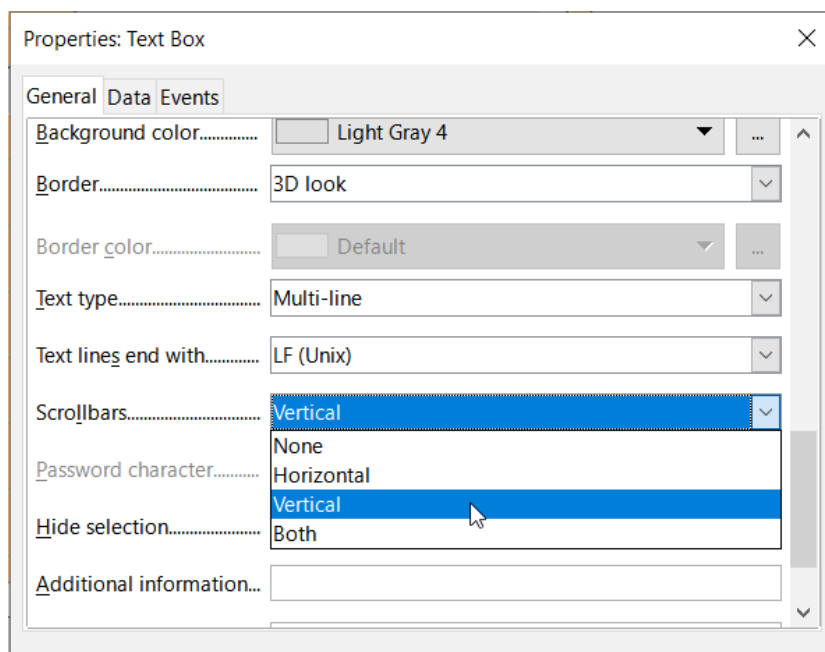 Properties: Text Box
General Data Events
Background color.............. Light Gray 4 ...
Border...................................... 3D look
Border color.......................... Default ...
Text type.................................. Multi-line
Text lines end with............. LF (Unix)
Scrollbars................................ Vertical
None
Horizontal
Password character...........
Vertical
Hide selection......................
Both
Additional information...